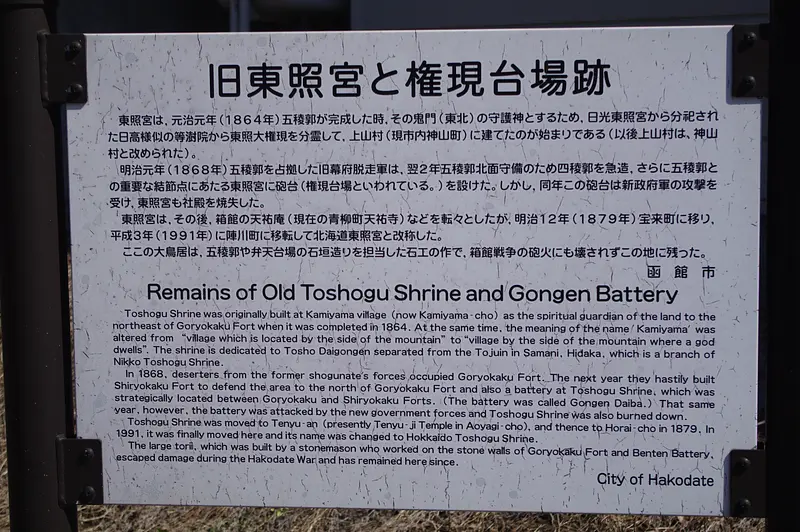 旧東照宮と権現台場跡
東照宮は，元治元年（1864年）五稜郭が完成した時，その鬼門（東北）の守護神とするため，日光東照宮から分祀され
た日高様似の等澍院から東照大権現を分霊して，上山村（現市内神山町）に建てたのが始まりである（以後上山村は，神山
村と改められた）。
明治元年（1868年）五稜郭を占拠した旧幕府脱走軍は，翌2年五稜郭北面守備のため四稜郭を急造，さらに五稜郭と
の重要な結節点にあたる東照宮に砲台（権現台場といわれている。）を設けた。しかし，同年この砲台は新政府軍の攻撃を
受け，東照宮も社殿を焼失した。
東照宮は，その後，箱館の天祐庵（現在の青柳町天祐寺）などを転々としたが，明治12年（1879年）宝来町に移り，
平成3年（1991年）に陣川町に移転して北海道東照宮と改称した。
ここの大鳥居は，五稜郭や弁天台場の石垣造りを担当した石工の作で，箱館戦争の砲火にも壊されずこの地に残った。
函館市
Remains of Old Toshogu Shrine and Gongen Battery
Toshogu Shrine was originally built at Kamiyama village (now Kamiyama-cho) as the spiritual guardian of the land to the
northeast of Goryokaku Fort when it was completed in 1864. At the same time, the meaning of the name 'Kamiyama' was
altered from "village which is located by the side of the mountain" to "village by the side of the mountain where a god
dwells". The shrine is dedicated to Tosho Daigongen separated from the Tojuin in Samani, Hidaka, which is a branch of
Nikko Toshogu Shrine.
In 1868, deserters from the former shogunate's forces occupied Goryokaku Fort. The next year they hastily built
Shiryokaku Fort to defend the area to the north of Goryokaku Fort and also a battery at Toshogu Shrine, which was
strategically located between Goryokaku and Shiryokaku Forts. (The battery was called Gongen Daiba.) That same
year, however, the battery was attacked by the new government forces and Toshogu Shrine was also burned down.
Toshogu Shrine was moved to Tenyu-an (presently Tenyu-ji Temple in Aoyagi-cho), and thence to Horai-cho in 1879. In
1991, it was finally moved here and its name was changed to Hokkaido Toshogu Shrine.
The large torii, which was built by a stonemason who worked on the stone walls of Goryokaku Fort and Benten Battery,
escaped damage during the Hakodate War and has remained here since.
City of Hakodate